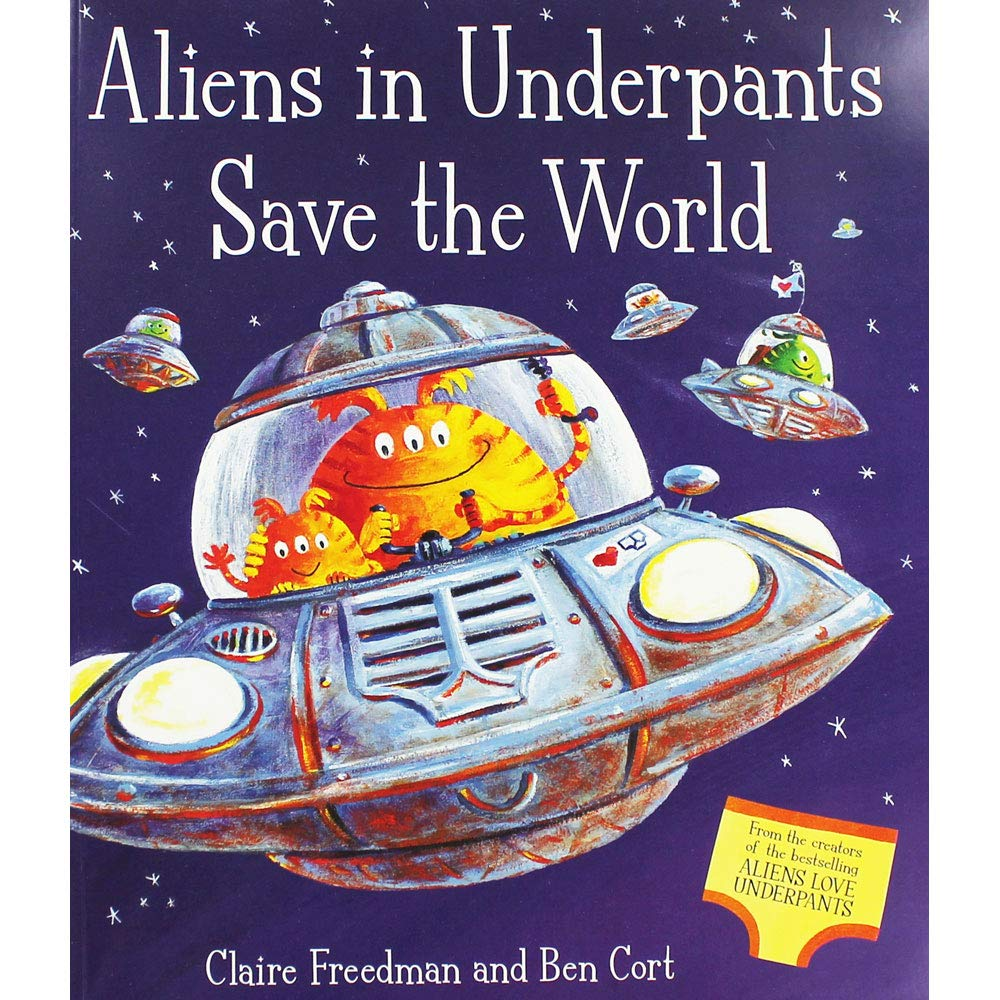 Aliens in Underpants
Save the World
From the creators
of the bestselling
ALIENS LOVE
UNDERPANTS
Claire Freedman and Ben Cort